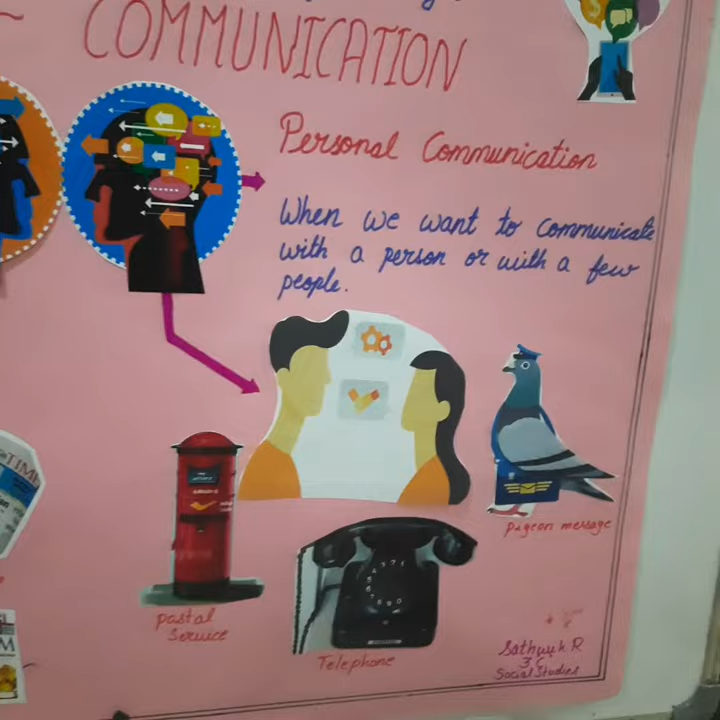 COMMUNICATION
Personal Communication
When we want to communicate
with a person or with a few
people.
TIM
pigeon message
postal
Service
Telephone
3 C
Social Studies